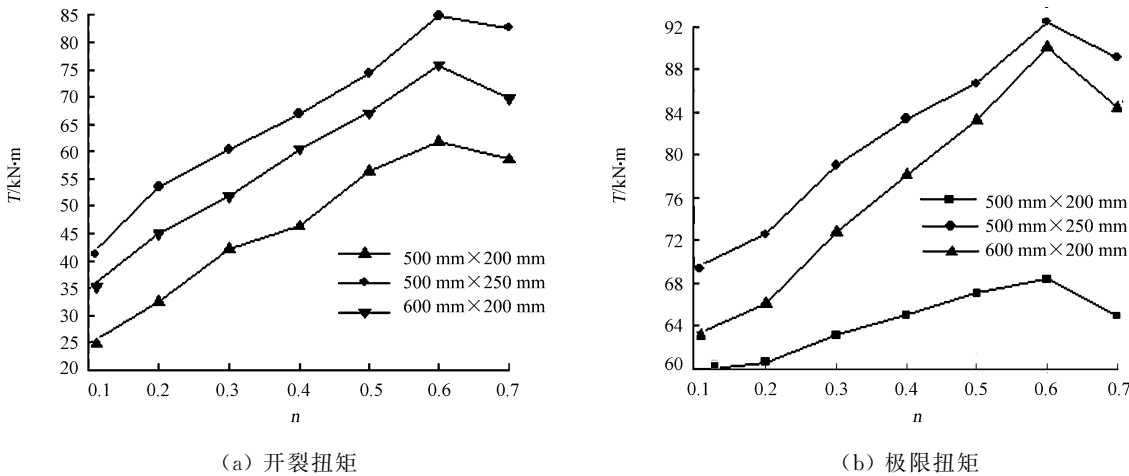 85
80
75
70
65
60
55
50
45
40
35
30
25
20
T/kN•m
500 mm×200 mm
500 mm×250 mm
600 mm×200 mm
0.1 0.2 0.3 0.4 0.5 0.6 0.7
n
(a) 开裂扭矩
92
88
84
80
76
72
68
64
60
T/kN•m
500 mm×200 mm
500 mm×250 mm
600 mm×200 mm
0.1 0.2 0.3 0.4 0.5 0.6 0.7
n
(b) 极限扭矩